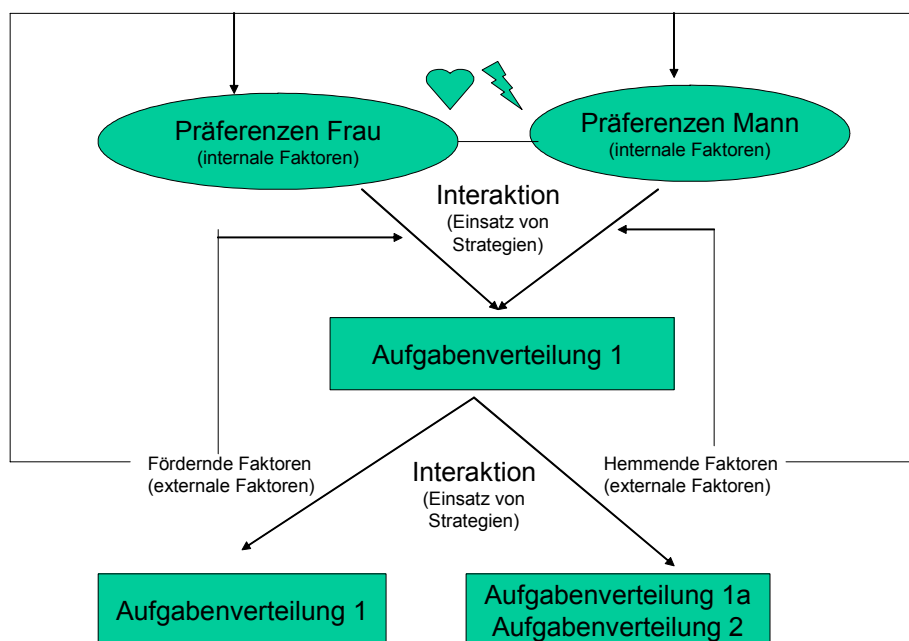 Präferenzen Frau
(internale Faktoren)
Präferenzen Mann
(internale Faktoren)
Interaktion
(Einsatz von
Strategien)
Aufgabenverteilung 1
Fördernde Faktoren
(externale Faktoren)
Interaktion
(Einsatz von
Strategien)
Hemmende Faktoren
(externale Faktoren)
Aufgabenverteilung 1
Aufgabenverteilung 1a
Aufgabenverteilung 2